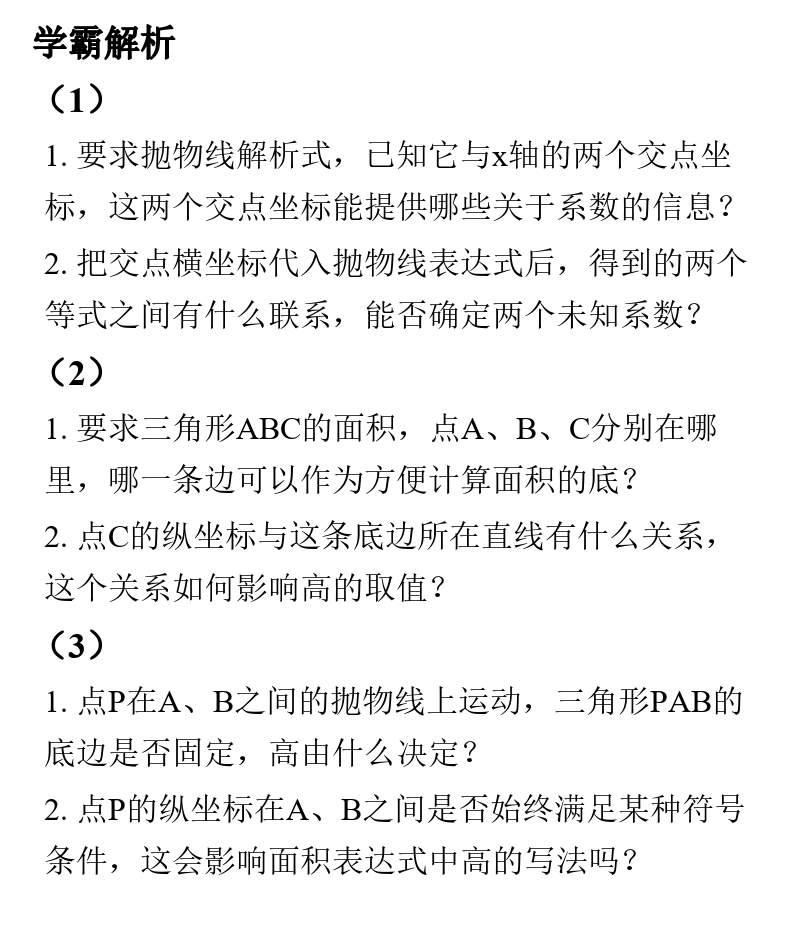 学霸解析
（1）
1. 要求抛物线解析式，已知它与x轴的两个交点坐
标，这两个交点坐标能提供哪些关于系数的信息？
2. 把交点横坐标代入抛物线表达式后，得到的两个
等式之间有什么联系，能否确定两个未知系数？
（2）
1. 要求三角形ABC的面积，点A、B、C分别在哪
里，哪一条边可以作为方便计算面积的底？
2. 点C的纵坐标与这条底边所在直线有什么关系，
这个关系如何影响高的取值？
（3）
1. 点P在A、B之间的抛物线上运动，三角形PAB的
底边是否固定，高由什么决定？
2. 点P的纵坐标在A、B之间是否始终满足某种符号
条件，这会影响面积表达式中高的写法吗？